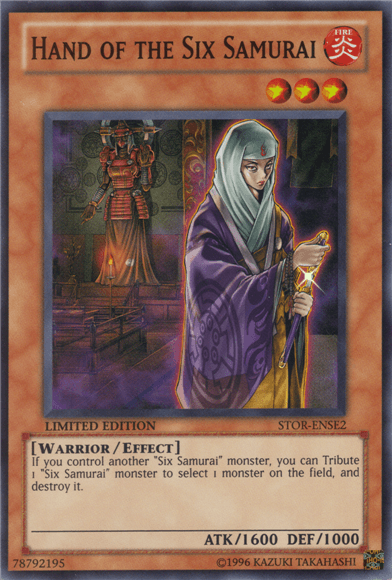 HAND OF THE SIX SAMURAI
FIRE
炎
LIMITED EDITION
STOR-ENSE2
[WARRIOR/EFFECT]
If you control another "Six Samurai" monster, you can Tribute
1 "Six Samurai" monster to select 1 monster on the field, and
destroy it.
ATK/1600 DEF/1000
78792195
©1996 KAZUKI TAKAHASHI